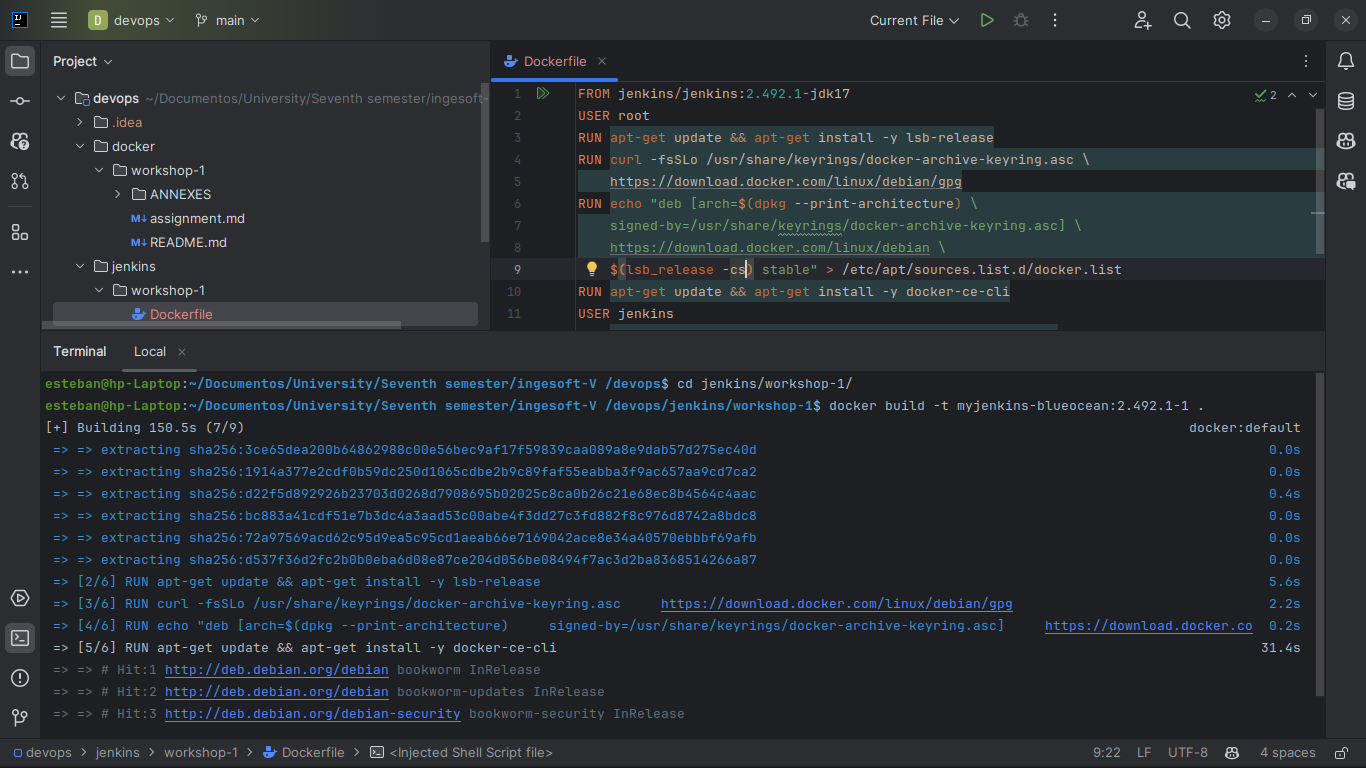 D devops main Current File
Project
devops ~/Documentos/University/Seventh semester/ingesoft-
.idea
docker
workshop-1
ANNEXES
M↓ assignment.md
M↓ README.md
jenkins
workshop-1
Dockerfile
Dockerfile
2
1 FROM jenkins/jenkins:2.492.1-jdk17
2 USER root
3 RUN apt-get update && apt-get install -y lsb-release
4 RUN curl -fsSLo /usr/share/keyrings/docker-archive-keyring.asc \
5 https://download.docker.com/linux/debian/gpg
6 RUN echo "deb [arch=$(dpkg --print-architecture) \
7 signed-by=/usr/share/keyrings/docker-archive-keyring.asc] \
8 https://download.docker.com/linux/debian \
9 $(lsb_release -cs) stable" > /etc/apt/sources.list.d/docker.list
10 RUN apt-get update && apt-get install -y docker-ce-cli
11 USER jenkins
Terminal Local
esteban@hp-Laptop:~/Documentos/University/Seventh semester/ingesoft-V /devops$ cd jenkins/workshop-1/
esteban@hp-Laptop:~/Documentos/University/Seventh semester/ingesoft-V /devops/jenkins/workshop-1$ docker build -t myjenkins-blueocean:2.492.1-1 .
[+] Building 150.5s (7/9) docker:default
=> => extracting sha256:3ce65dea200b64862988c00e56bec9af17f59839caa089a8e9dab57d275ec40d 0.0s
=> => extracting sha256:1914a377e2cdf0b59dc250d1065cdbe2b9c89faf55eabba3f9ac657aa9cd7ca2 0.0s
=> => extracting sha256:d22f5d892926b23703d0268d7908695b02025c8ca0b26c21e68ec8b4564c4aac 0.4s
=> => extracting sha256:bc883a41cdf51e7b3dc4a3aad53c00abe4f3dd27c3fd882f8c976d8742a8bdc8 0.0s
=> => extracting sha256:72a97569acd62c95d9ea5c95cd1aeab66e7169042ace8e34a40570ebbbf69afb 0.0s
=> => extracting sha256:d537f36d2fc2b0b0eba6d08e87ce204d056be08494f7ac3d2ba8368514266a87 0.0s
=> [2/6] RUN apt-get update && apt-get install -y lsb-release 5.6s
=> [3/6] RUN curl -fsSLo /usr/share/keyrings/docker-archive-keyring.asc https://download.docker.com/linux/debian/gpg 2.2s
=> [4/6] RUN echo "deb [arch=$(dpkg --print-architecture) signed-by=/usr/share/keyrings/docker-archive-keyring.asc] https://download.docker.co 0.2s
=> [5/6] RUN apt-get update && apt-get install -y docker-ce-cli 31.4s
=> => # Hit:1 http://deb.debian.org/debian bookworm InRelease
=> => # Hit:2 http://deb.debian.org/debian bookworm-updates InRelease
=> => # Hit:3 http://deb.debian.org/debian-security bookworm-security InRelease
devops > jenkins > workshop-1 > Dockerfile > <Injected Shell Script file> 9:22 LF UTF-8 4 spaces